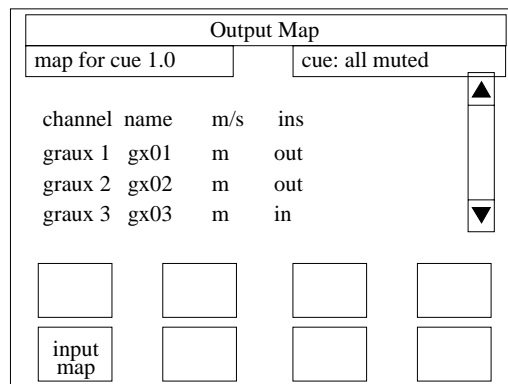 Output Map
map for cue 1.0 cue: all muted
channel name m/s ins
graux 1 gx01 m out
graux 2 gx02 m out
graux 3 gx03 m in
input
map